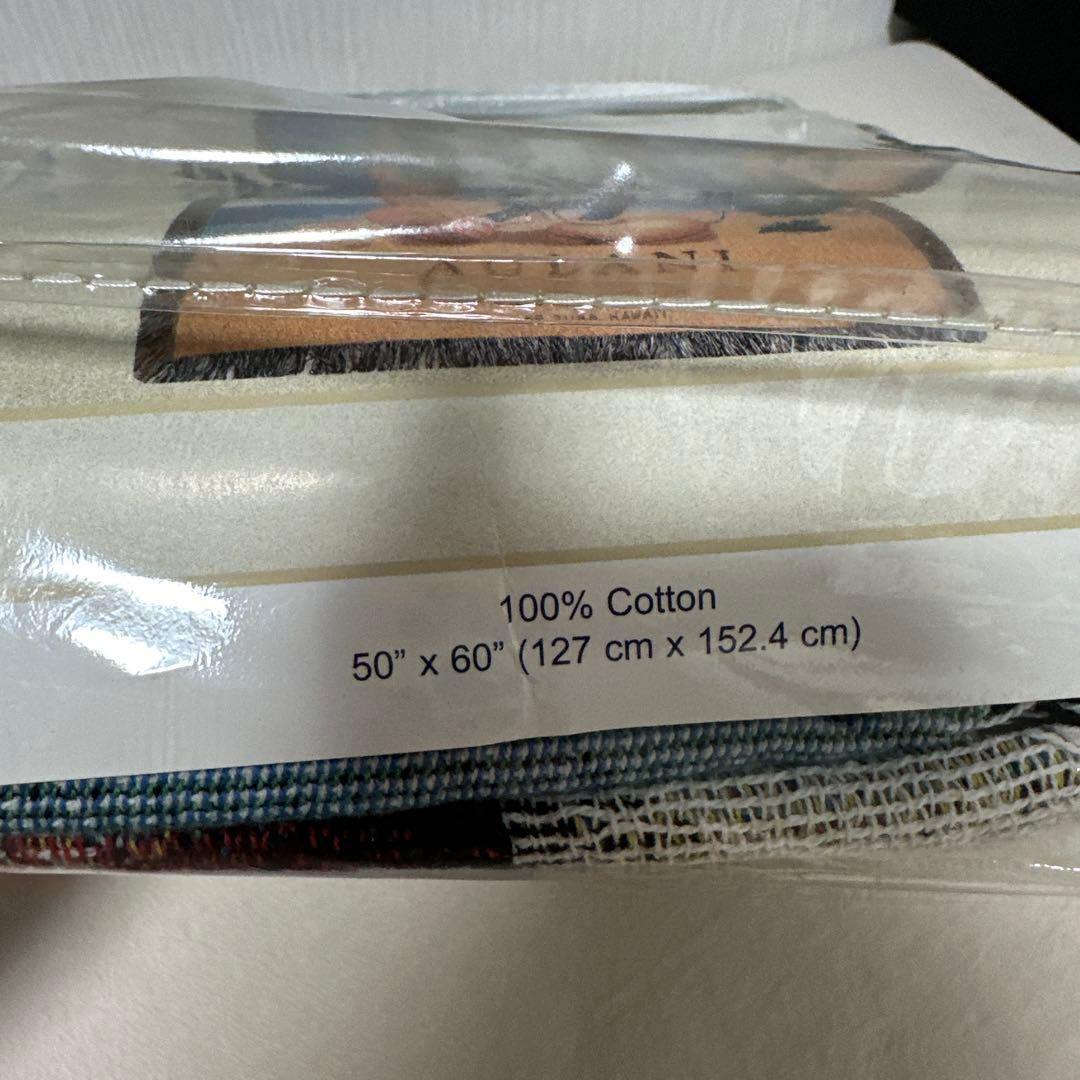 AULANI
100% Cotton
50” x 60” (127 cm x 152.4 cm)